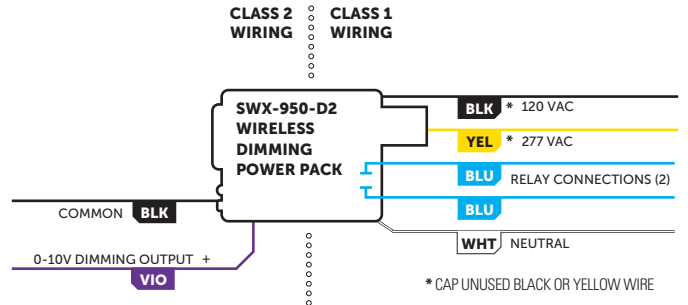 CLASS 2 WIRING
CLASS 1 WIRING
SWX-950-D2
WIRELESS
DIMMING
POWER PACK
BLK * 120 VAC
YEL * 277 VAC
BLU RELAY CONNECTIONS (2)
BLU
WHT NEUTRAL
COMMON BLK
0-10V DIMMING OUTPUT +
VIO
* CAP UNUSED BLACK OR YELLOW WIRE